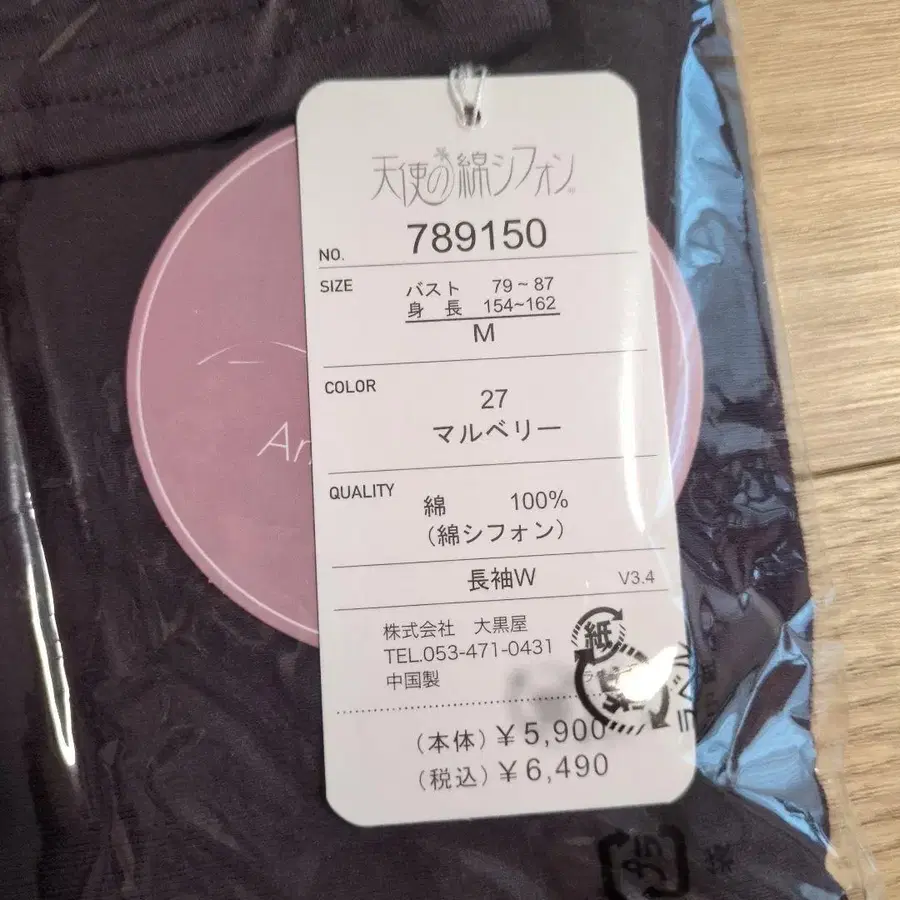 天使の綿シフォン
NO. 789150
SIZE
バスト 79~87
身 長 154~162
M
COLOR
27
マルベリー
QUALITY
綿 100%
(綿シフォン)
長袖W V3.4
株式会社 大黒屋
TEL.053-471-0431
中国製
紙
(本体) ¥5,900
(税込) ¥6,490
An
プラ